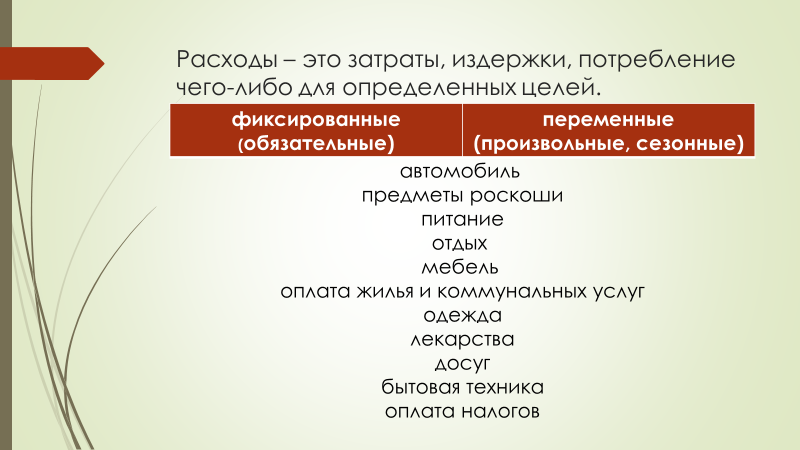 Расходы – это затраты, издержки, потребление
чего-либо для определенных целей.
фиксированные
(обязательные)
переменные
(произвольные, сезонные)
автомобиль
предметы роскоши
питание
отдых
мебель
оплата жилья и коммунальных услуг
одежда
лекарства
досуг
бытовая техника
оплата налогов